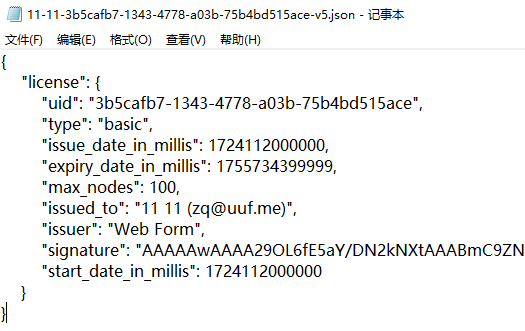 11-11-3b5cafb7-1343-4778-a03b-75b4bd515ace-v5.json - 记事本
文件(F) 编辑(E) 格式(O) 查看(V) 帮助(H)
{
"license": {
"uid": "3b5cafb7-1343-4778-a03b-75b4bd515ace",
"type": "basic",
"issue_date_in_millis": 1724112000000,
"expiry_date_in_millis": 1755734399999,
"max_nodes": 100,
"issued_to": "11 11 (zq@uuf.me)",
"issuer": "Web Form",
"signature": "AAAAAwAAAA29OL6fE5aY/DN2kNXtAAABmC9ZN
"start_date_in_millis": 1724112000000
}
}